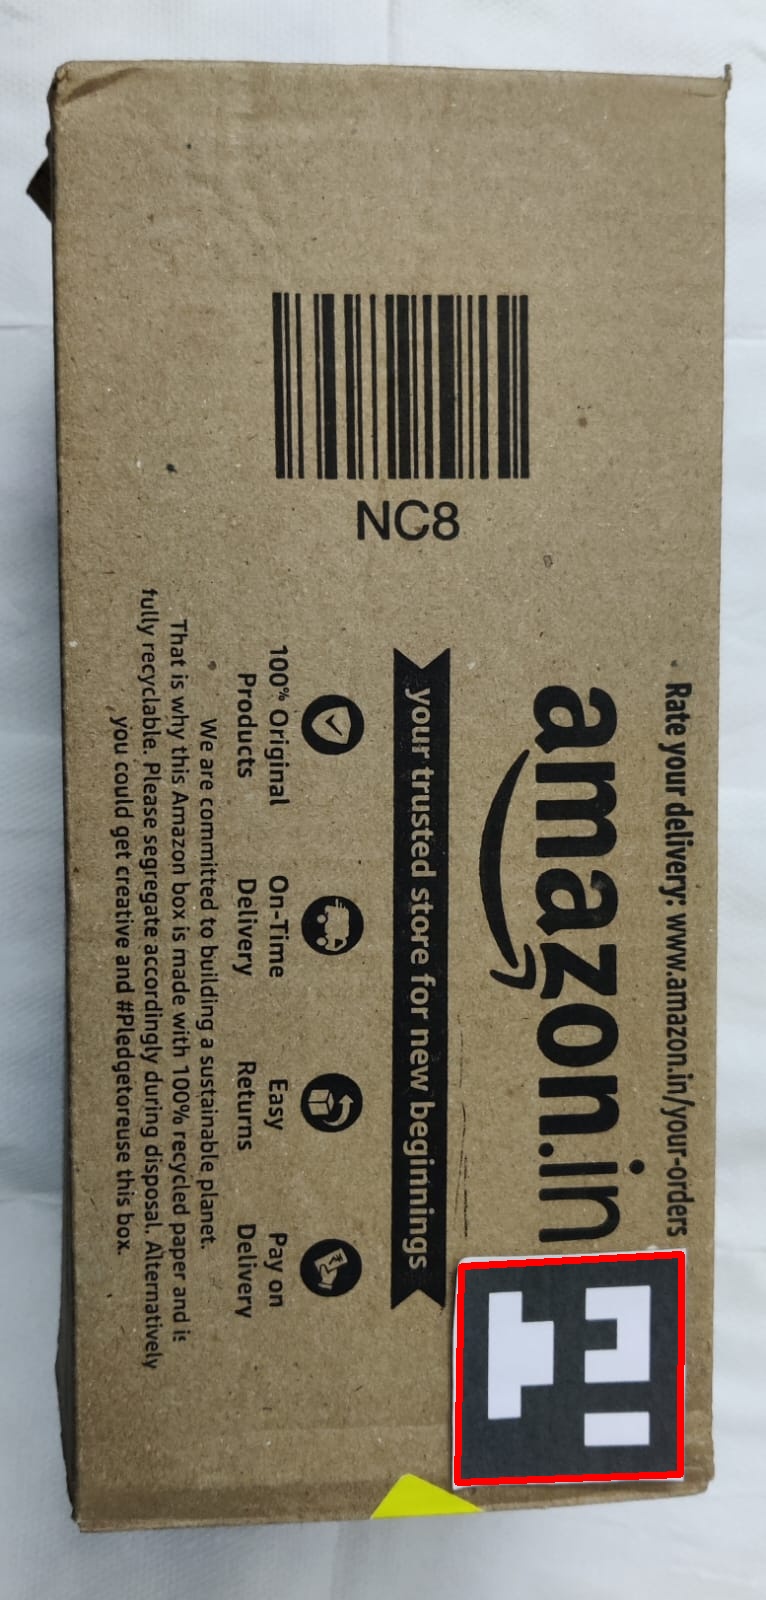 NC8
Rate your delivery: www.amazon.in/your-orders
amazon.in
your trusted store for new beginnings
100% Original
Products
On-Time
Delivery
Easy
Returns
Pay on
Delivery
We are committed to building a sustainable planet.
That is why this Amazon box is made with 100% recycled paper and is
fully recyclable. Please segregate accordingly during disposal. Alternatively
you could get creative and #Pledgetoreuse this box.